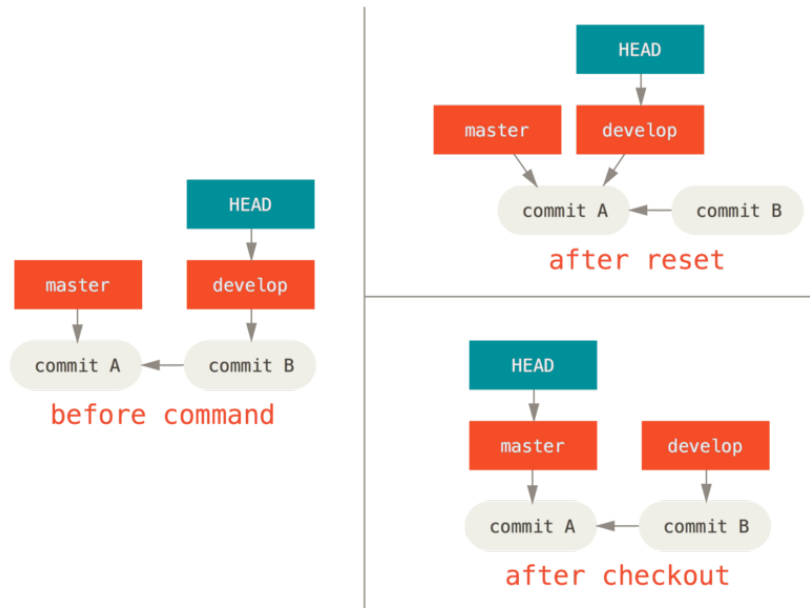 HEAD
master
develop
commit A
commit B
before command
HEAD
master
develop
commit A
commit B
after reset
HEAD
master
develop
commit A
commit B
after checkout